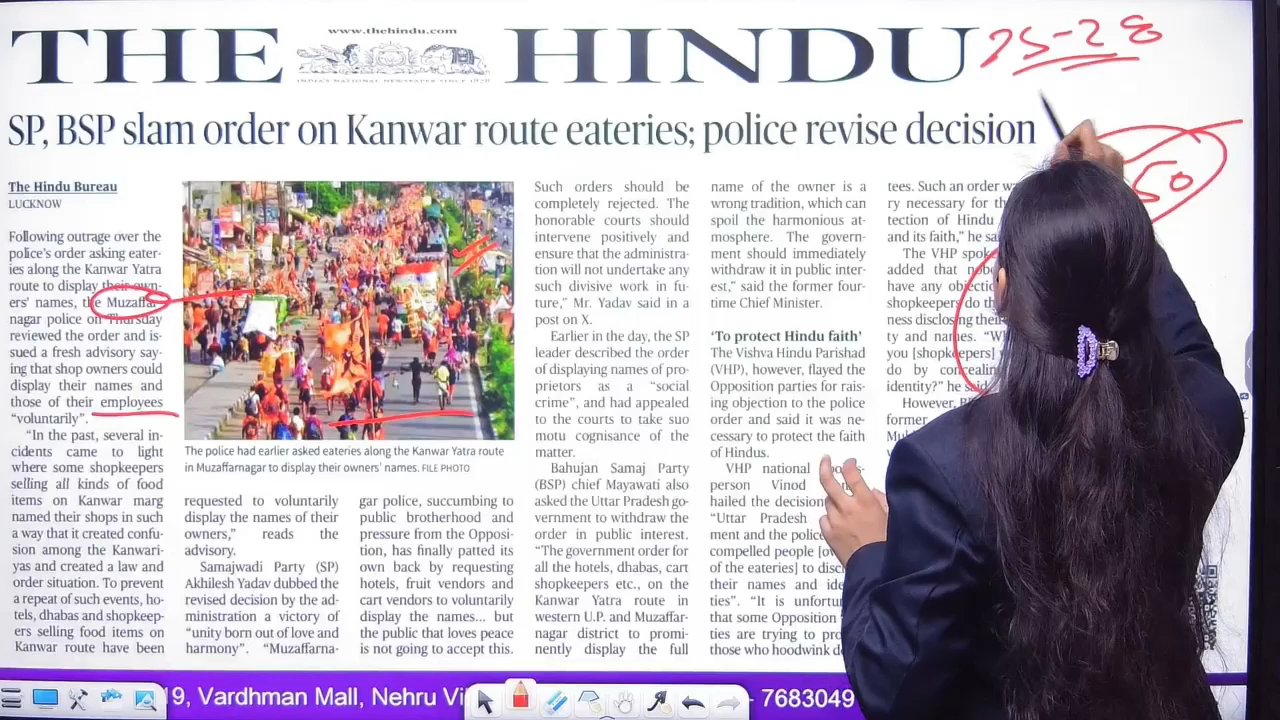 www.thehindu.com
THE HINDU
INDIA'S NATIONAL NEWSPAPER SINCE 1878
25-28
50
SP, BSP slam order on Kanwar route eateries; police revise decision
The Hindu Bureau
LUCKNOW
Following outrage over the
police's order asking eater-
ies along the Kanwar Yatra
route to display their own-
ers' names, the Muzaffar-
nagar police on Thursday
reviewed the order and is-
sued a fresh advisory say-
ing that shop owners could
display their names and
those of their employees
“voluntarily”.
“In the past, several in-
cidents came to light
where some shopkeepers
selling all kinds of food
items on Kanwar marg
named their shops in such
a way that it created confu-
sion among the Kanwari-
yas and created a law and
order situation. To prevent
a repeat of such events, ho-
tels, dhabas and shopkeep-
ers selling food items on
Kanwar route have been
The police had earlier asked eateries along the Kanwar Yatra route
in Muzaffarnagar to display their owners' names. FILE PHOTO
requested to voluntarily
display the names of their
owners,” reads the
advisory.
Samajwadi Party (SP)
Akhilesh Yadav dubbed the
revised decision by the ad-
ministration a victory of
“unity born out of love and
harmony”. “Muzaffarna-
gar police, succumbing to
public brotherhood and
pressure from the Opposi-
tion, has finally patted its
own back by requesting
hotels, fruit vendors and
cart vendors to voluntarily
display the names... but
the public that loves peace
is not going to accept this.
Such orders should be
completely rejected. The
honorable courts should
intervene positively and
ensure that the administra-
tion will not undertake any
such divisive work in fu-
ture,” Mr. Yadav said in a
post on X.
Earlier in the day, the SP
leader described the order
of displaying names of pro-
prietors as a “social
crime”, and had appealed
to the courts to take suo
motu cognisance of the
matter.
Bahujan Samaj Party
(BSP) chief Mayawati also
asked the Uttar Pradesh go-
vernment to withdraw the
order in public interest.
“The government order for
all the hotels, dhabas, cart
shopkeepers etc., on the
Kanwar Yatra route in
western U.P. and Muzaffar-
nagar district to promi-
nently display the full
name of the owner is a
wrong tradition, which can
spoil the harmonious at-
mosphere. The govern-
ment should immediately
withdraw it in public inter-
est,” said the former four-
time Chief Minister.
‘To protect Hindu faith’
The Vishva Hindu Parishad
(VHP), however, flayed the
Opposition parties for rais-
ing objection to the police
order and said it was ne-
cessary to protect the faith
of Hindus.
VHP national
person Vinod
hailed the decision
“Uttar Pradesh
ment and the police
compelled people
of the eateries] to
their names and
ties”. “It is
that some Opposition
ties are trying to
those who hoodwink
tees. Such an order
ry necessary for
tection of Hindu
and its faith,” he
The VHP
added that
have any
shopkeepers do
ness disclosing their
ty and names.
you [shopkeepers]
do by concealing
identity?” he
However,
former
19, Vardhman Mall, Nehru
- 7683049